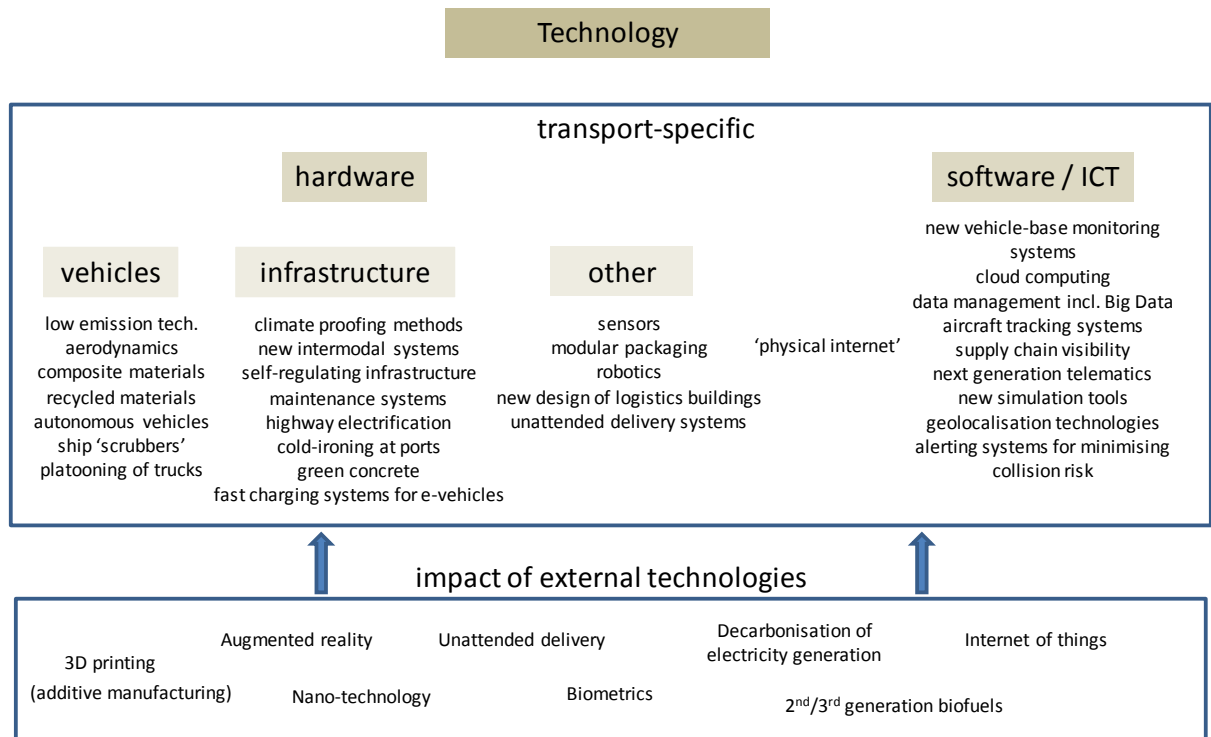 Technology
transport-specific
hardware
software / ICT
vehicles
infrastructure
other
low emission tech.
aerodynamics
composite materials
recycled materials
autonomous vehicles
ship ‘scrubbers’
platooning of trucks
climate proofing methods
new intermodal systems
self-regulating infrastructure
maintenance systems
highway electrification
cold-ironing at ports
green concrete
fast charging systems for e-vehicles
sensors
modular packaging
robotics
new design of logistics buildings
unattended delivery systems
‘physical internet’
new vehicle-base monitoring
systems
cloud computing
data management incl. Big Data
aircraft tracking systems
supply chain visibility
next generation telematics
new simulation tools
geolocalisation technologies
alerting systems for minimising
collision risk
impact of external technologies
3D printing
(additive manufacturing)
Augmented reality
Nano-technology
Unattended delivery
Biometrics
Decarbonisation of
electricity generation
2nd/3rd generation biofuels
Internet of things